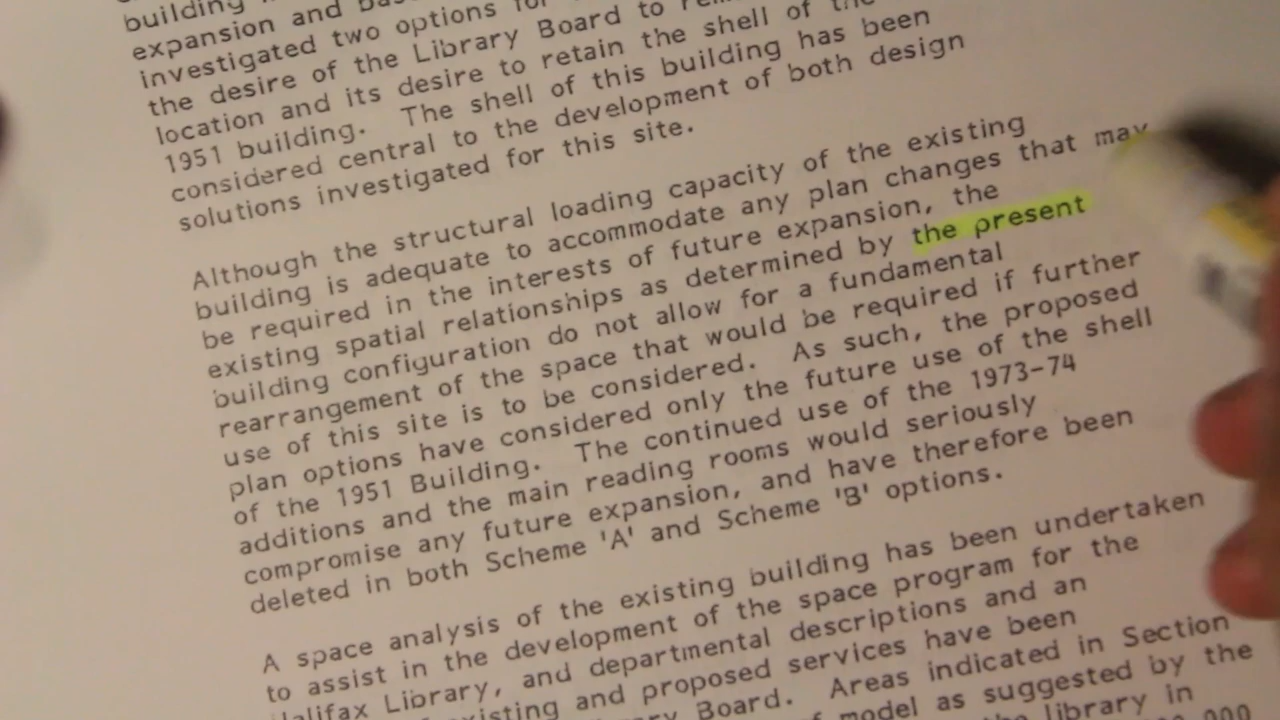 building
expansion and
investigated two options for
the desire of the Library Board to
location and its desire to retain the shell of the
1951 building. The shell of this building has been
considered central to the development of both design
solutions investigated for this site.
Although the structural loading capacity of the existing
building is adequate to accommodate any plan changes that may
be required in the interests of future expansion, the
existing spatial relationships as determined by the present
building configuration do not allow for a fundamental
rearrangement of the space that would be required if further
use of this site is to be considered. As such, the proposed
plan options have considered only the future use of the shell
of the 1951 Building. The continued use of the 1973-74
additions and the main reading rooms would seriously
compromise any future expansion, and have therefore been
deleted in both Scheme 'A' and Scheme 'B' options.
A space analysis of the existing building has been undertaken
to assist in the development of the space program for the
Halifax Library, and departmental descriptions and an
existing and proposed services have been
Board. Areas indicated in Section
model as suggested by the
library in